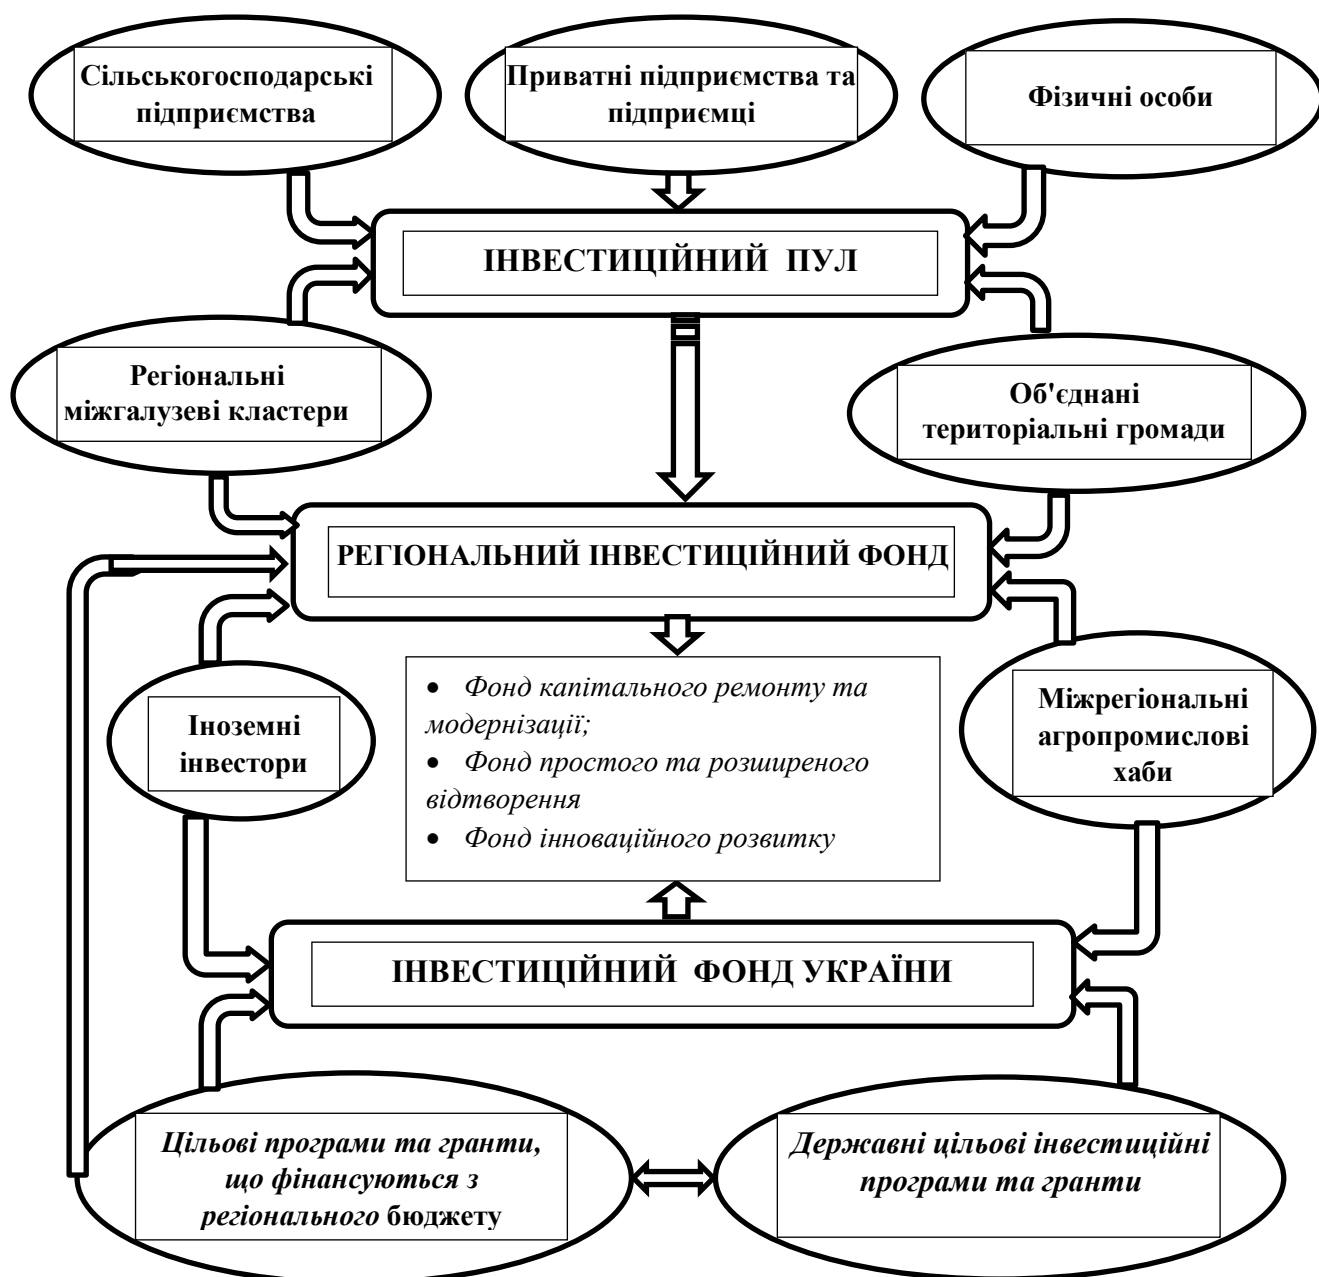 Сільськогосподарські
підприємства
Приватні підприємства та
підприємці
Фізичні особи
ІНВЕСТИЦІЙНИЙ ПУЛ
Регіональні
міжгалузеві кластери
Об'єднані
територіальні громади
РЕГІОНАЛЬНИЙ ІНВЕСТИЦІЙНИЙ ФОНД
Іноземні
інвестори
• Фонд капітального ремонту та
модернізації;
• Фонд простого та розширеного
відтворення
• Фонд інноваційного розвитку
Міжрегіональні
агропромислові
хаби
ІНВЕСТИЦІЙНИЙ ФОНД УКРАЇНИ
Цільові програми та гранти,
що фінансуються з
регіонального бюджету
Державні цільові інвестиційні
програми та гранти